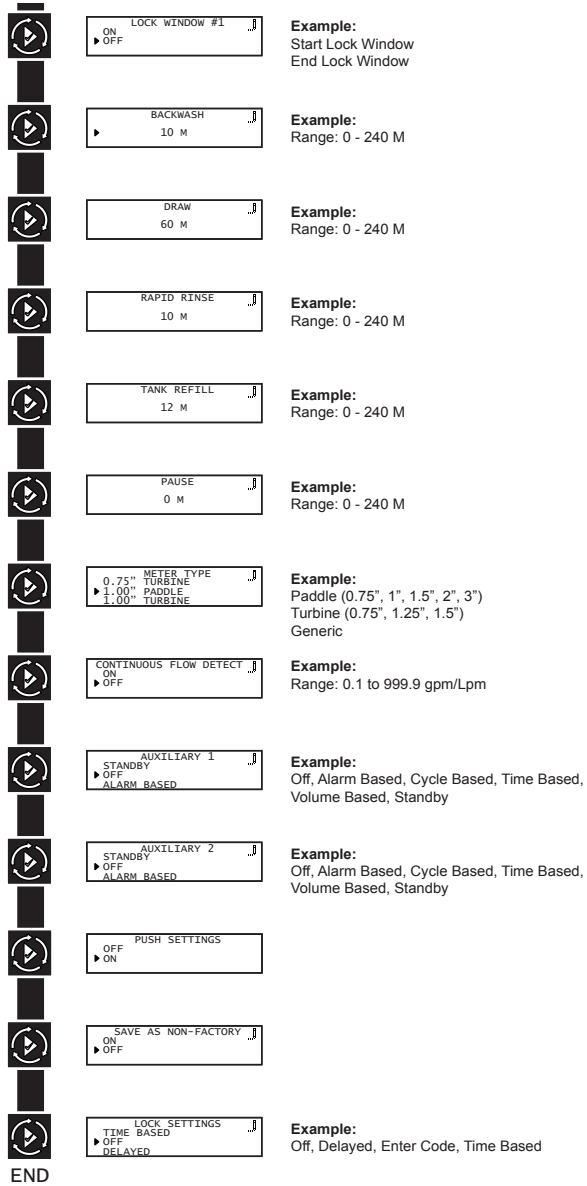 LOCK WINDOW #1
ON
OFF
Example:
Start Lock Window
End Lock Window
BACKWASH
10 M
Example:
Range: 0 - 240 M
DRAW
60 M
Example:
Range: 0 - 240 M
RAPID RINSE
10 M
Example:
Range: 0 - 240 M
TANK REFILL
12 M
Example:
Range: 0 - 240 M
PAUSE
0 M
Example:
Range: 0 - 240 M
METER TYPE
0.75” TURBINE
1.00” PADDLE
1.00” TURBINE
Example:
Paddle (0.75”, 1”, 1.5”, 2”, 3”)
Turbine (0.75”, 1.25”, 1.5”)
Generic
CONTINUOUS FLOW DETECT
ON
OFF
Example:
Range: 0.1 to 999.9 gpm/Lpm
AUXILIARY 1
STANDBY
OFF
ALARM BASED
Example:
Off, Alarm Based, Cycle Based, Time Based,
Volume Based, Standby
AUXILIARY 2
STANDBY
OFF
ALARM BASED
Example:
Off, Alarm Based, Cycle Based, Time Based,
Volume Based, Standby
PUSH SETTINGS
OFF
ON
SAVE AS NON-FACTORY
ON
OFF
LOCK SETTINGS
TIME BASED
OFF
DELAYED
Example:
Off, Delayed, Enter Code, Time Based
END